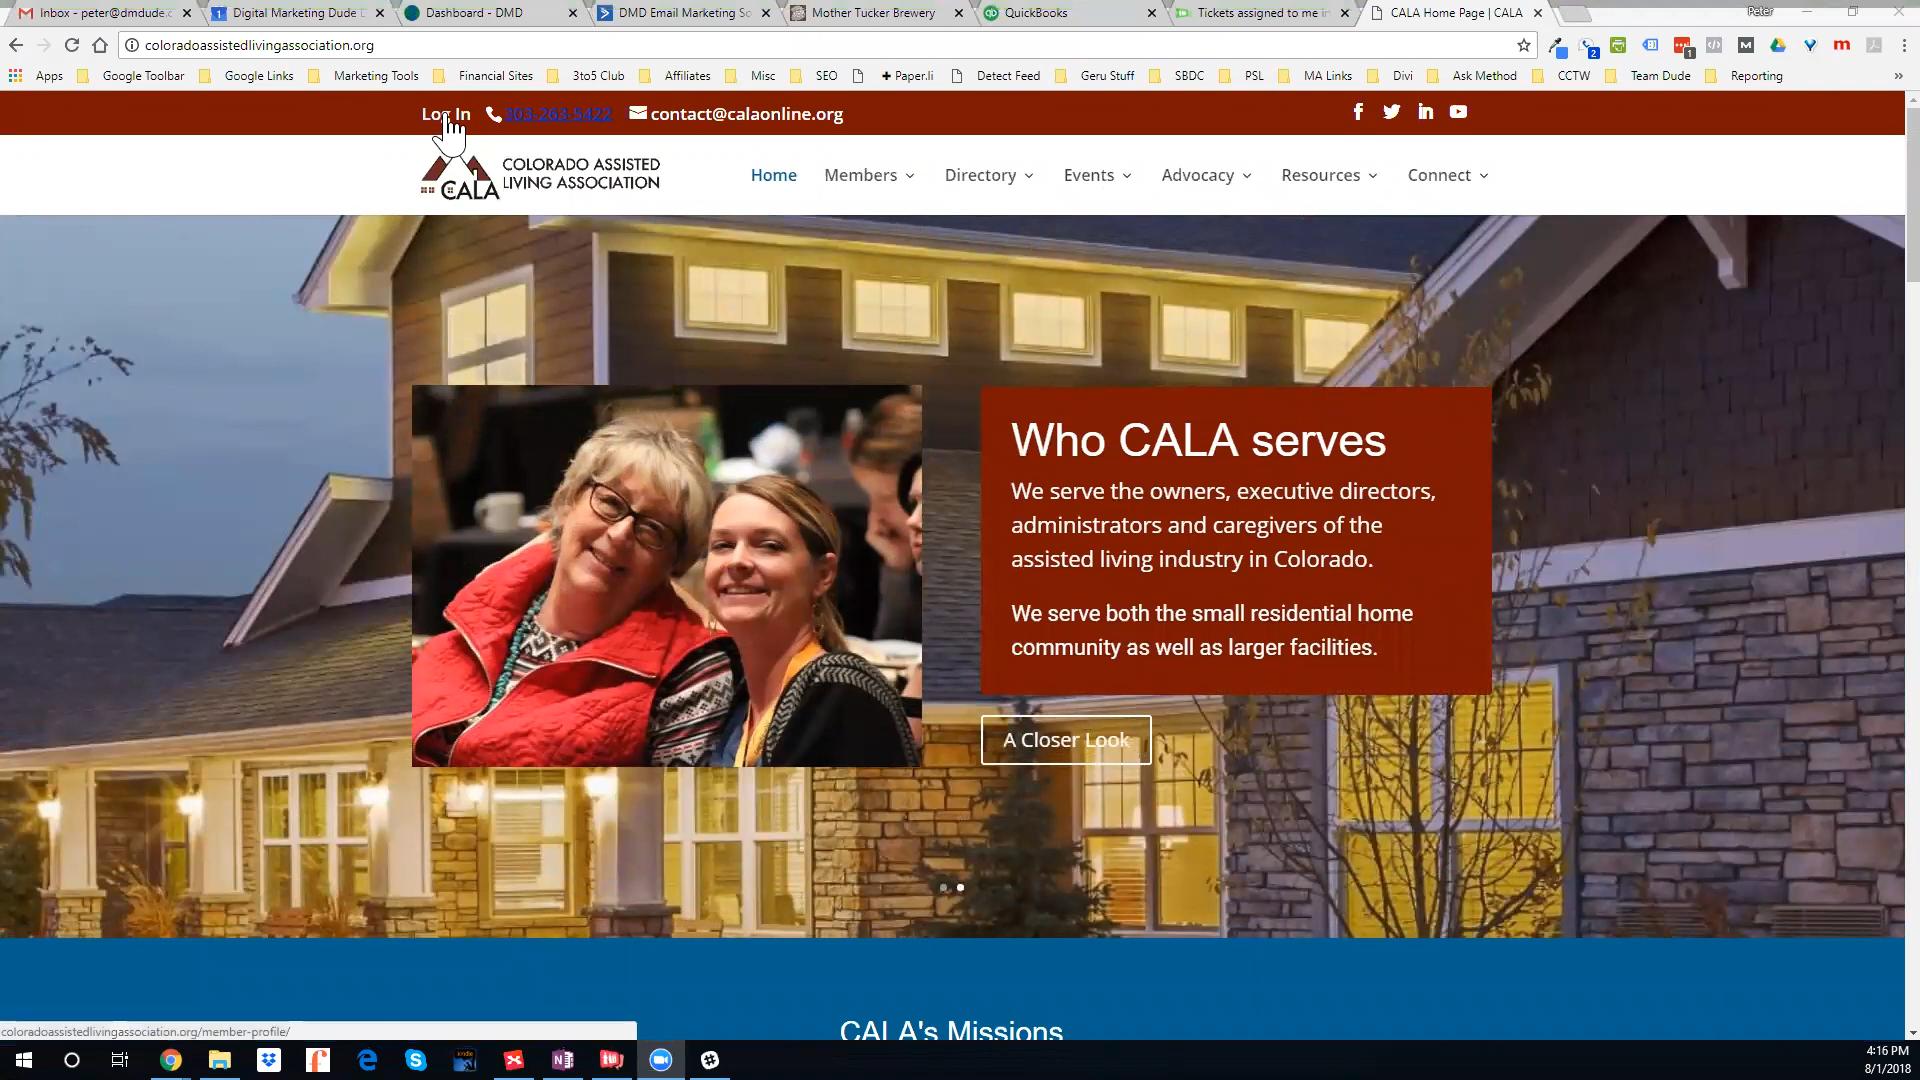 Inbox - peter@dmdude.c
Digital Marketing Dude
Dashboard - DMD
DMD Email Marketing So
Mother Tucker Brewery
QuickBooks
Tickets assigned to me in
CALA Home Page | CALA
Peter
coloradoassistedlivingassociation.org
Apps
Google Toolbar
Google Links
Marketing Tools
Financial Sites
3to5 Club
Affiliates
Misc
SEO
Paper.li
Detect Feed
Geru Stuff
SBDC
PSL
MA Links
Divi
Ask Method
CCTW
Team Dude
Reporting
Log In
303-263-5422
contact@calaonline.org
CALA
COLORADO ASSISTED
LIVING ASSOCIATION
Home
Members
Directory
Events
Advocacy
Resources
Connect
Who CALA serves
We serve the owners, executive directors,
administrators and caregivers of the
assisted living industry in Colorado.
We serve both the small residential home
community as well as larger facilities.
A Closer Look
CALA's Missions
coloradoassistedlivingassociation.org/member-profile/
4:16 PM
8/1/2018